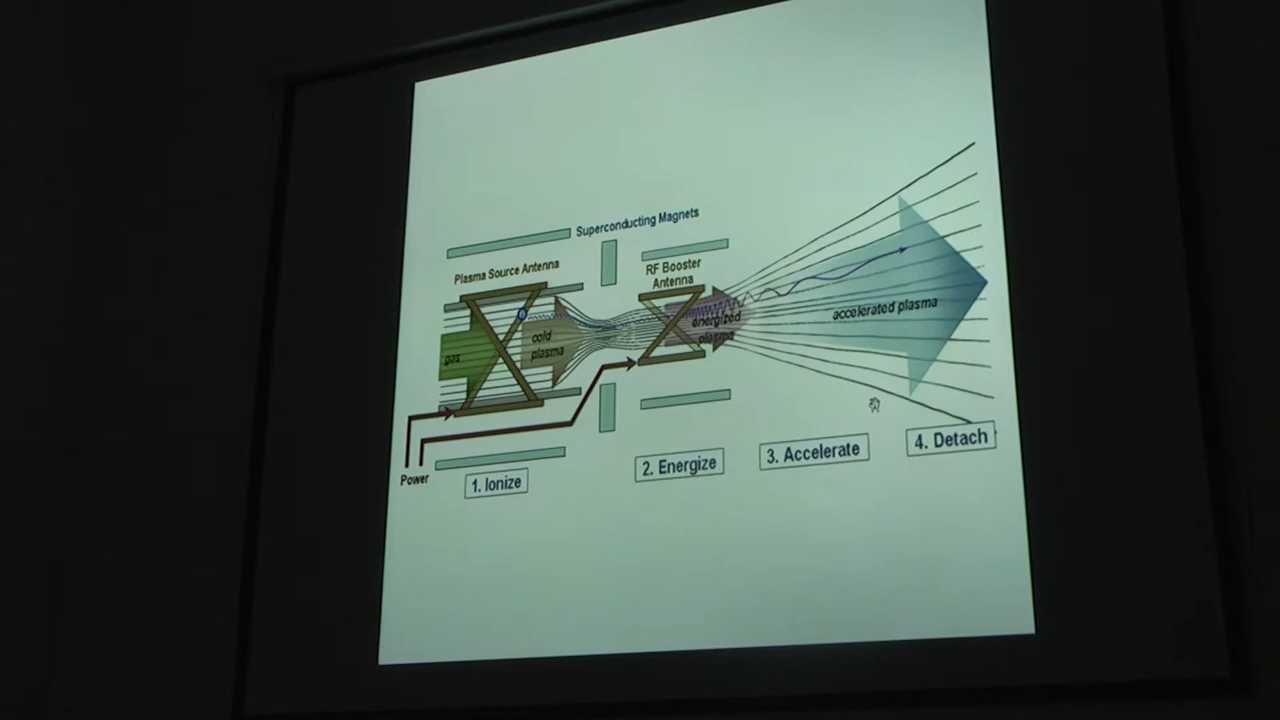 Superconducting Magnets
Plasma Source Antenna
RF Booster
Antenna
gas
cold
plasma
energized
plasma
accelerated plasma
Power
1. Ionize
2. Energize
3. Accelerate
4. Detach